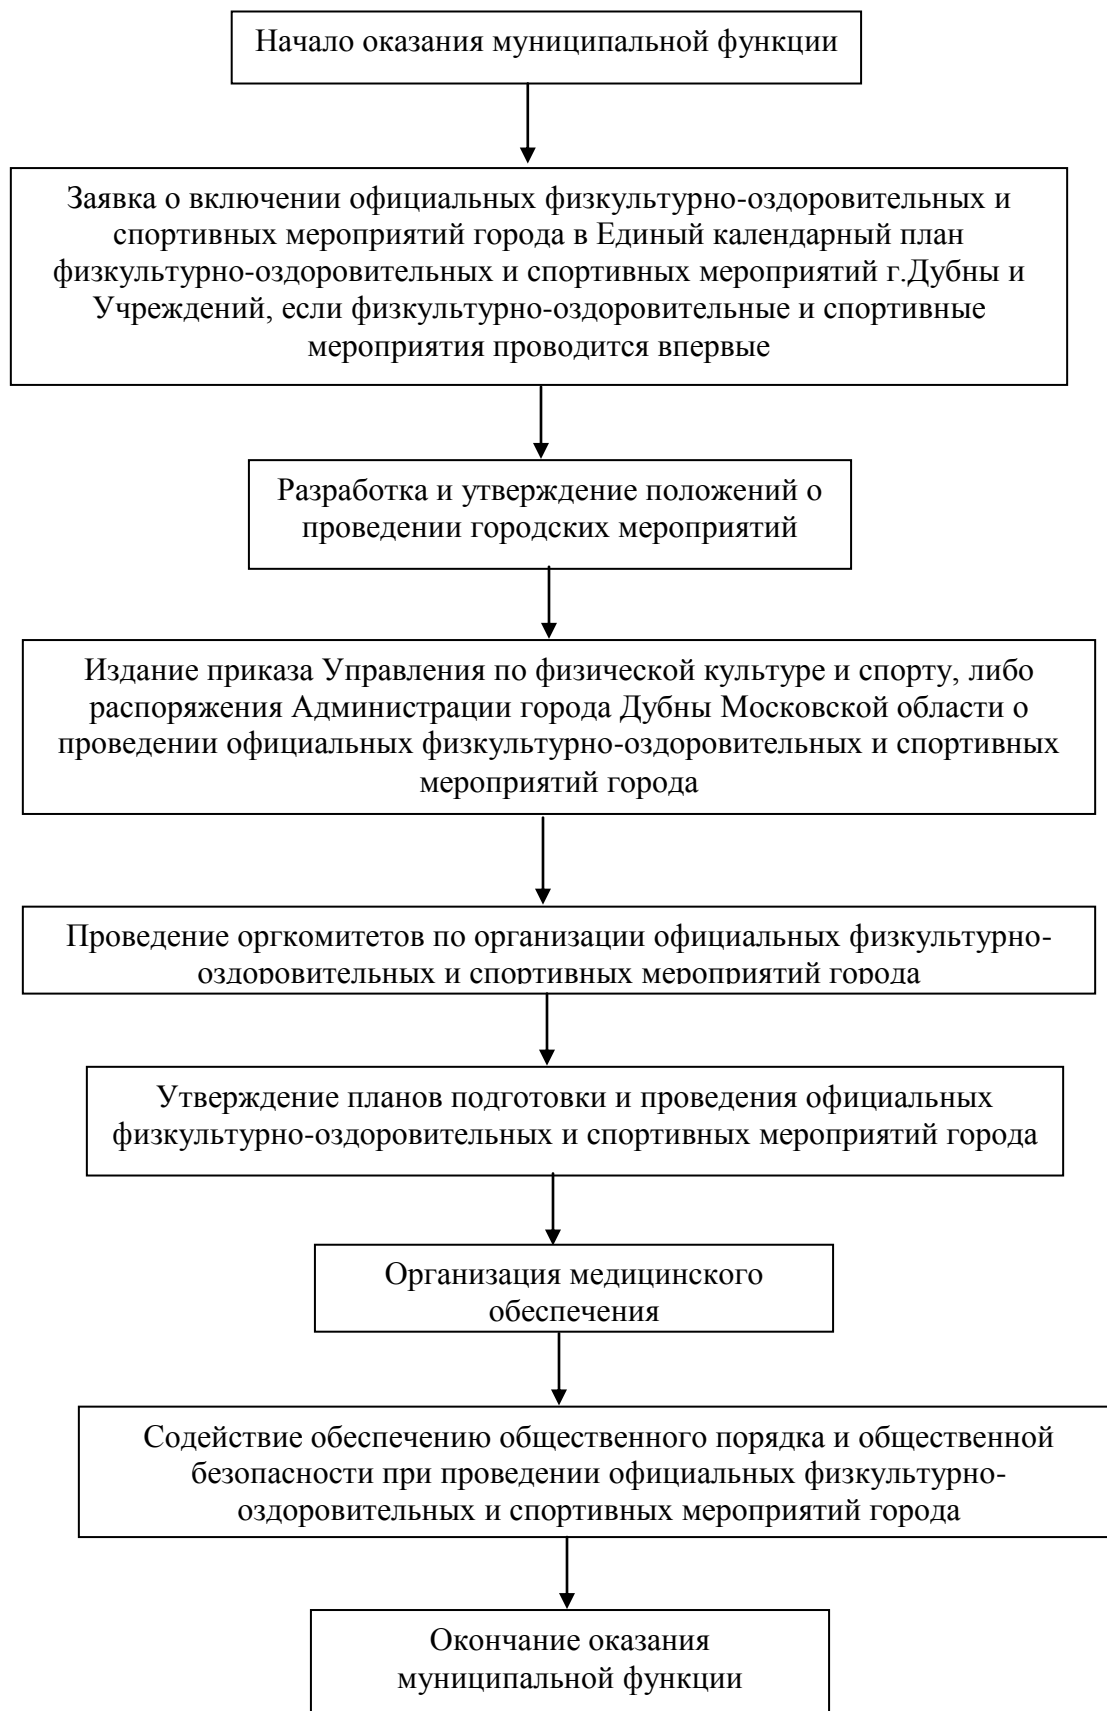 Начало оказания муниципальной функции
Заявка о включении официальных физкультурно-оздоровительных и
спортивных мероприятий города в Единый календарный план
физкультурно-оздоровительных и спортивных мероприятий г.Дубны и
Учреждений, если физкультурно-оздоровительные и спортивные
мероприятия проводится впервые
Разработка и утверждение положений о
проведении городских мероприятий
Издание приказа Управления по физической культуре и спорту, либо
распоряжения Администрации города Дубны Московской области о
проведении официальных физкультурно-оздоровительных и спортивных
мероприятий города
Проведение оргкомитетов по организации официальных физкультурно-
оздоровительных и спортивных мероприятий города
Утверждение планов подготовки и проведения официальных
физкультурно-оздоровительных и спортивных мероприятий города
Организация медицинского
обеспечения
Содействие обеспечению общественного порядка и общественной
безопасности при проведении официальных физкультурно-
оздоровительных и спортивных мероприятий города
Окончание оказания
муниципальной функции